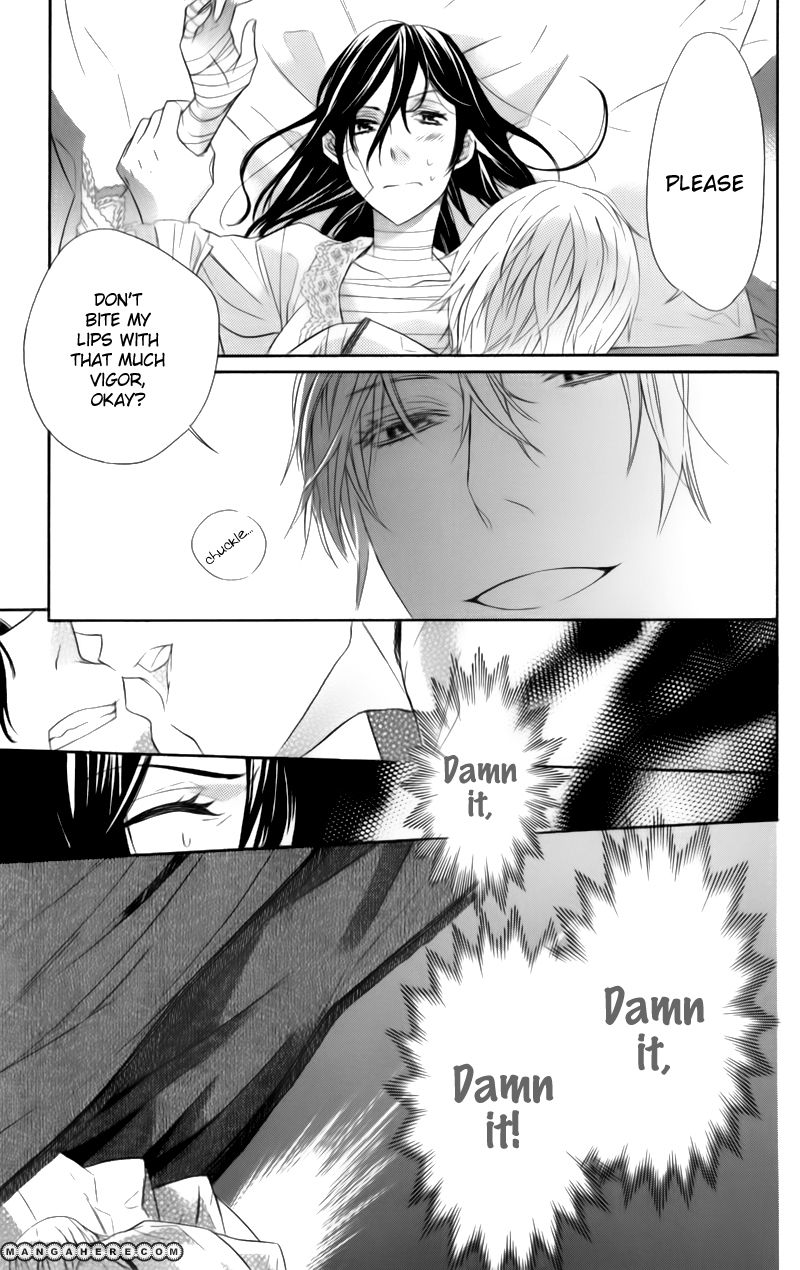 PLEASE
DON'T
BITE MY
LIPS WITH
THAT MUCH
VIGOR,
OKAY?
chuckle...
Damn
it,
Damn
it,
Damn
it!
MANGAHERE.COM